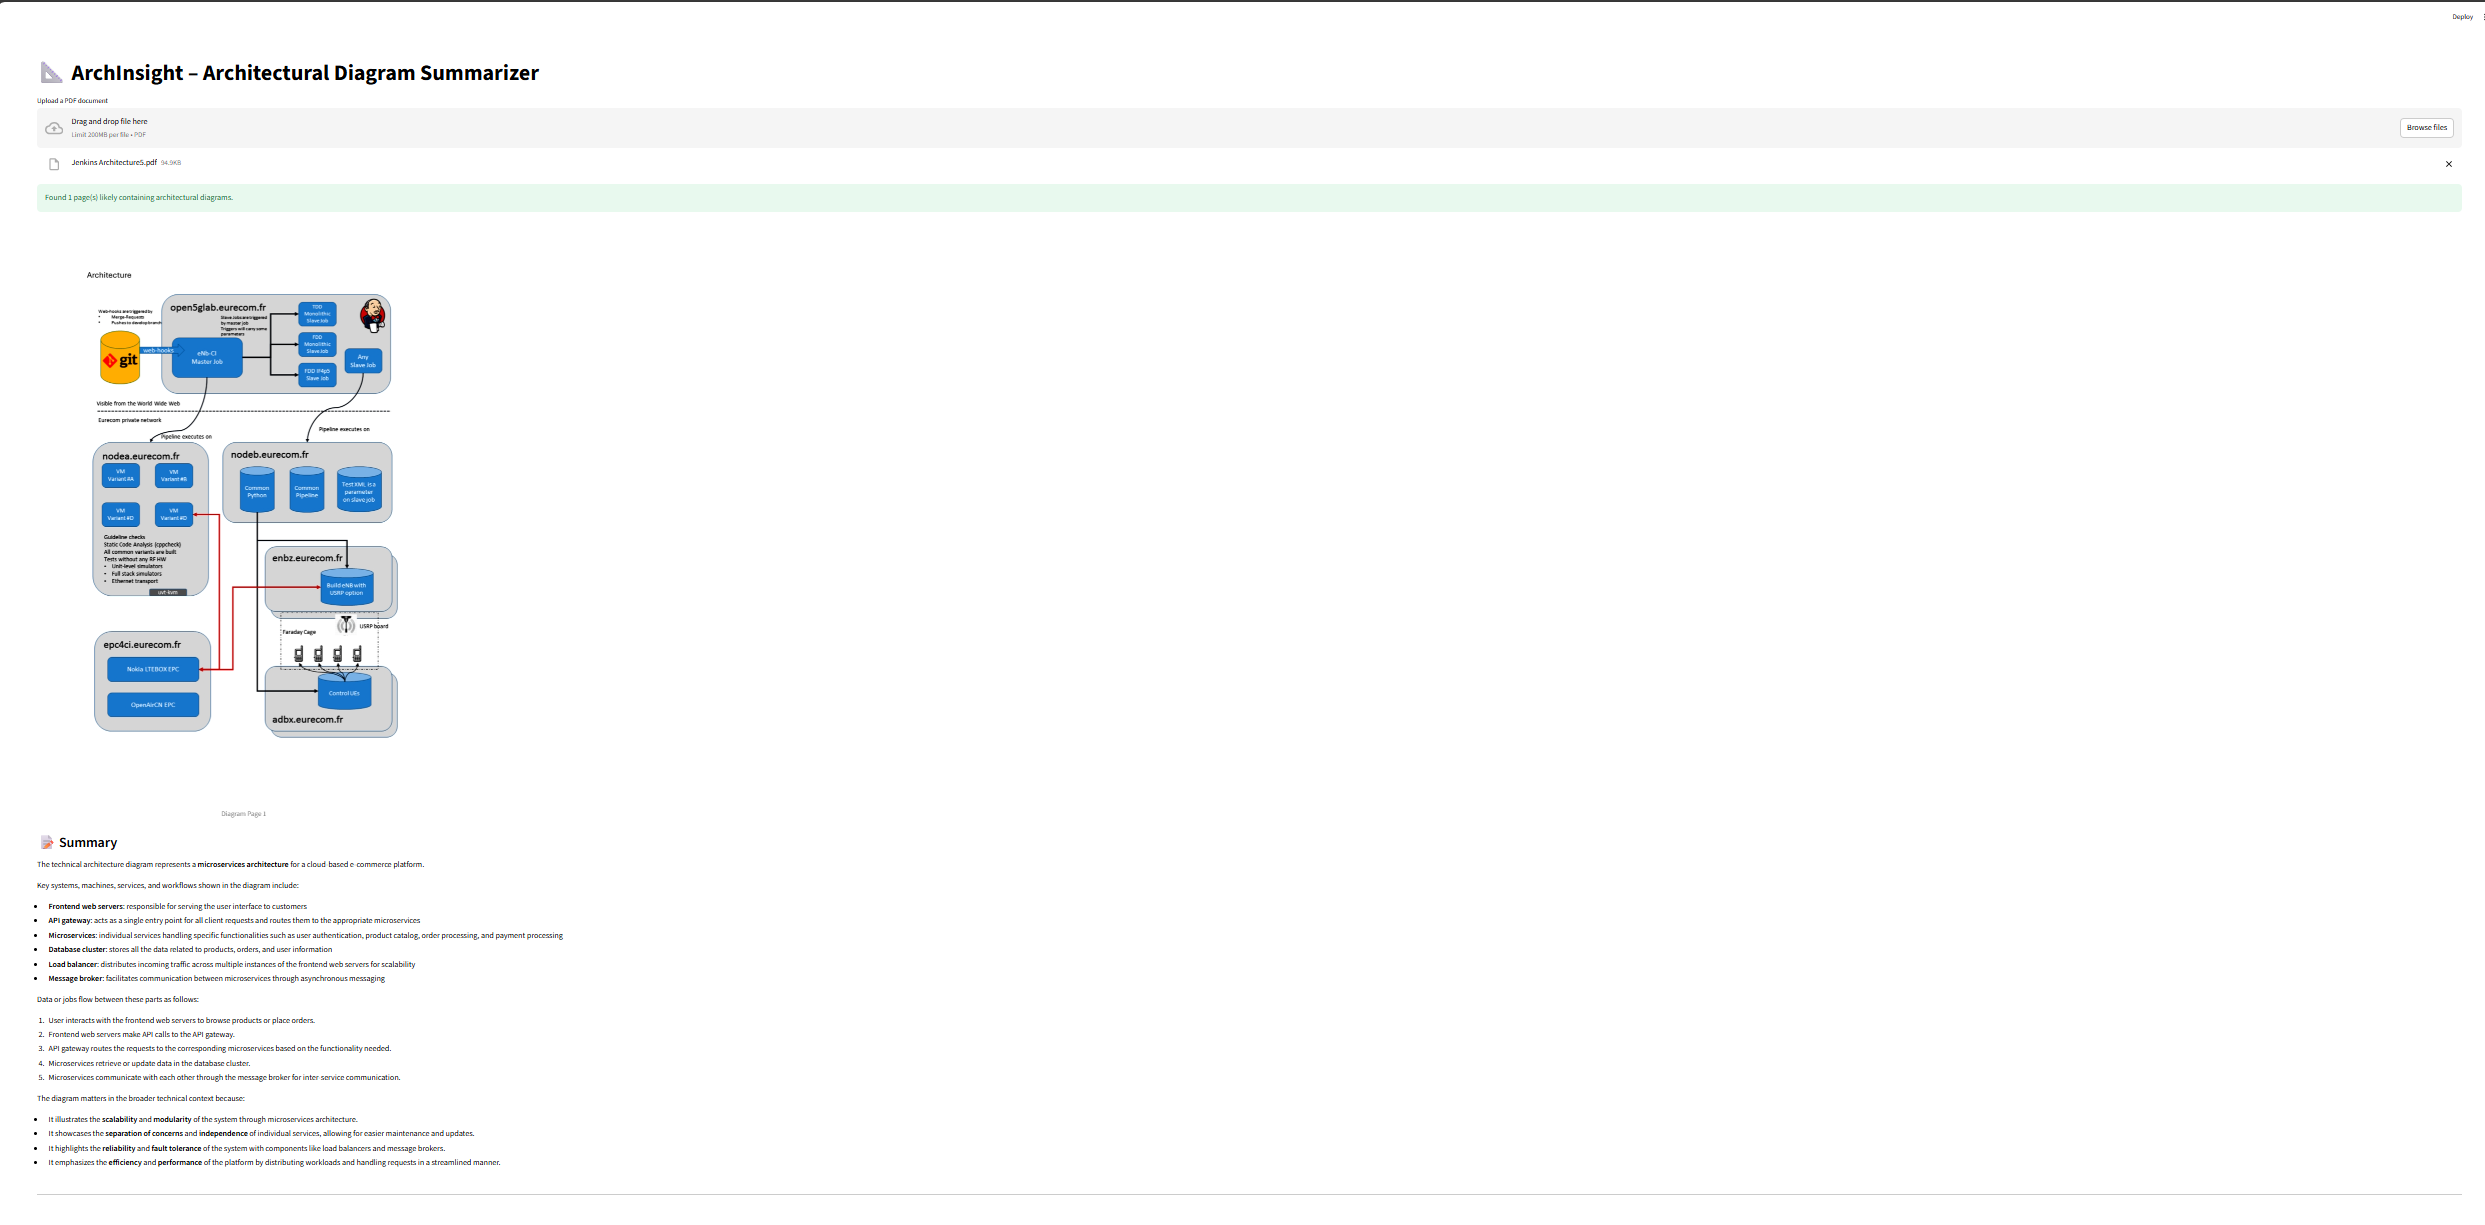 Deploy
ArchInsight – Architectural Diagram Summarizer
Upload a PDF document
Drag and drop file here
Limit 200MB per file • PDF
Browse files
Jenkins Architecture5.pdf 94.9KB
Found 1 page(s) likely containing architectural diagrams.
Architecture
Web-hooks are triggered by
• Merge-Requests
• Pushes to develop branch
git
web-hooks
open5glab.eurecom.fr
Slave Jobs are triggered
by master job
Triggers will carry some
parameters
eNb-CI
Master Job
TDD
Monolithic
Slave Job
FDD
Monolithic
Slave Job
FDD IF4p5
Slave Job
Any
Slave Job
Visible from the World Wide Web
Eurecom private network
Pipeline executes on
Pipeline executes on
nodea.eurecom.fr
VM
Variant #A
VM
Variant #B
VM
Variant #D
VM
Variant #D
Guideline checks
Static Code Analysis (cppcheck)
All common variants are built
Tests without any RF HW
• Unit-level simulators
• Full stack simulators
• Ethernet transport
uvt-kvm
nodeb.eurecom.fr
Common
Python
Common
Pipeline
Test XML is a
parameter
on slave job
enbz.eurecom.fr
Build eNB with
USRP option
Faraday Cage
USRP board
epc4ci.eurecom.fr
Nokia LTEBOX EPC
OpenAirCN EPC
Control UEs
adbx.eurecom.fr
Diagram Page 1
Summary
The technical architecture diagram represents a microservices architecture for a cloud-based e-commerce platform.
Key systems, machines, services, and workflows shown in the diagram include:
• Frontend web servers: responsible for serving the user interface to customers
• API gateway: acts as a single entry point for all client requests and routes them to the appropriate microservices
• Microservices: individual services handling specific functionalities such as user authentication, product catalog, order processing, and payment processing
• Database cluster: stores all the data related to products, orders, and user information
• Load balancer: distributes incoming traffic across multiple instances of the frontend web servers for scalability
• Message broker: facilitates communication between microservices through asynchronous messaging
Data or jobs flow between these parts as follows:
1. User interacts with the frontend web servers to browse products or place orders.
2. Frontend web servers make API calls to the API gateway.
3. API gateway routes the requests to the corresponding microservices based on the functionality needed.
4. Microservices retrieve or update data in the database cluster.
5. Microservices communicate with each other through the message broker for inter-service communication.
The diagram matters in the broader technical context because:
• It illustrates the scalability and modularity of the system through microservices architecture.
• It showcases the separation of concerns and independence of individual services, allowing for easier maintenance and updates.
• It highlights the reliability and fault tolerance of the system with components like load balancers and message brokers.
• It emphasizes the efficiency and performance of the platform by distributing workloads and handling requests in a streamlined manner.